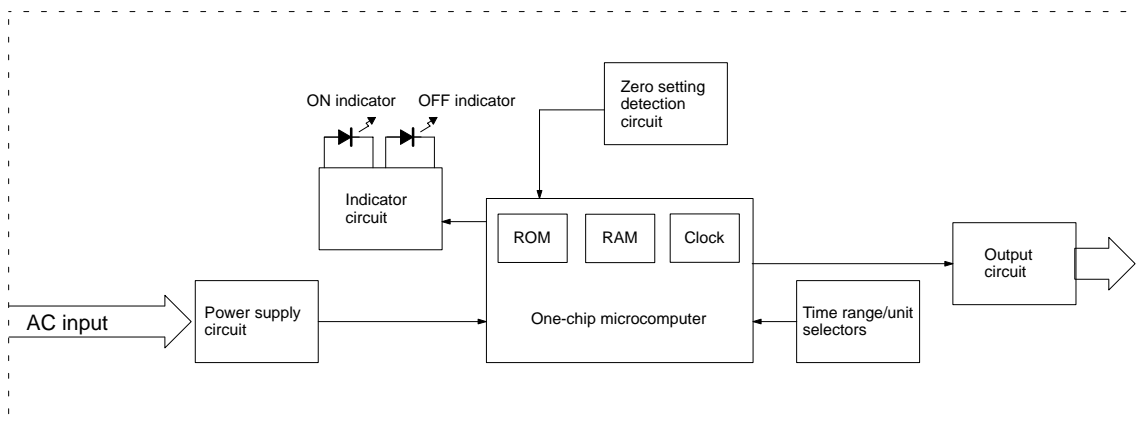 Zero setting
detection
circuit
ON indicator
OFF indicator
Indicator
circuit
ROM
RAM
Clock
Output
circuit
AC input
Power supply
circuit
One-chip microcomputer
Time range/unit
selectors